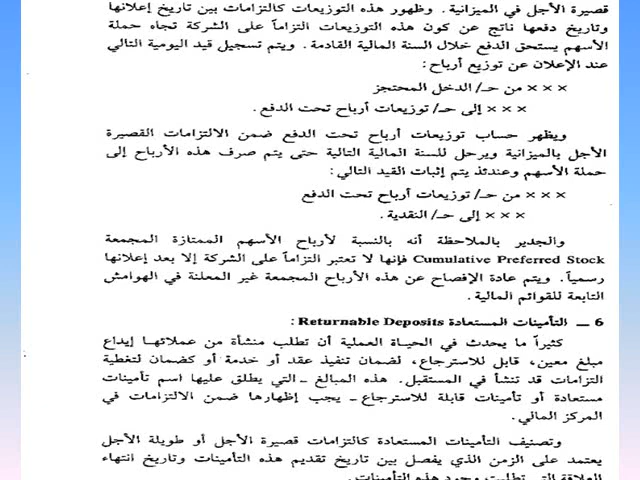 قصيرة الأجل في الميزانية . وظهور هذه التوزيعات كالتزامات بين تاريخ إعلانها
وتاريخ دفعها ناتج عن كون هذه التوزيعات التزاماً على الشركة تجاه حملة
الأسهم يستحق الدفع خلال السنة المالية القادمة . ويتم تسجيل قيد اليومية التالي
عند الإعلان عن توزيع أرباح :
××× من حـ/ الدخل المحتجز
××× إلى حـ/ توزيعات أرباح تحت الدفع .
ويظهر حساب توزيعات أرباح تحت الدفع ضمن الالتزامات القصيرة
الأجل بالميزانية ويرحل للسنة المالية التالية حتى يتم صرف هذه الأرباح إلى
حملة الأسهم وعندئذ يتم إثبات القيد التالي :
××× من حـ/ توزيعات أرباح تحت الدفع
××× إلى حـ/ النقدية .
والجدير بالملاحظة أنه بالنسبة لأرباح الأسهم الممتازة المجمعة
Cumulative Preferred Stock فإنها لا تعتبر التزاماً على الشركة إلا بعد إعلانها
رسمياً . ويتم عادة الإفصاح عن هذه الأرباح المجمعة غير المعلنة في الهوامش
التابعة للقوائم المالية .
6 ــ التأمينات المستعادة Returnable Deposits :
كثيراً ما يحدث في الحياة العملية أن تطلب منشأة من عملائها إيداع
مبلغ معين، قابل للاسترجاع، لضمان تنفيذ عقد أو خدمة أو كضمان لتغطية
التزامات قد تنشأ في المستقبل. هذه المبالغ ــ التي يطلق عليها اسم تأمينات
مستعادة أو تأمينات قابلة للاسترجاع ــ يجب إظهارها ضمن الالتزامات في
المركز المالي.
وتصنيف التأمينات المستعادة كالتزامات قصيرة الأجل أو طويلة الأجل
يعتمد على الزمن الذي يفصل بين تاريخ تقديم هذه التأمينات وتاريخ انتهاء
العلاقة التي تطلبت وجود هذه التأمينات.